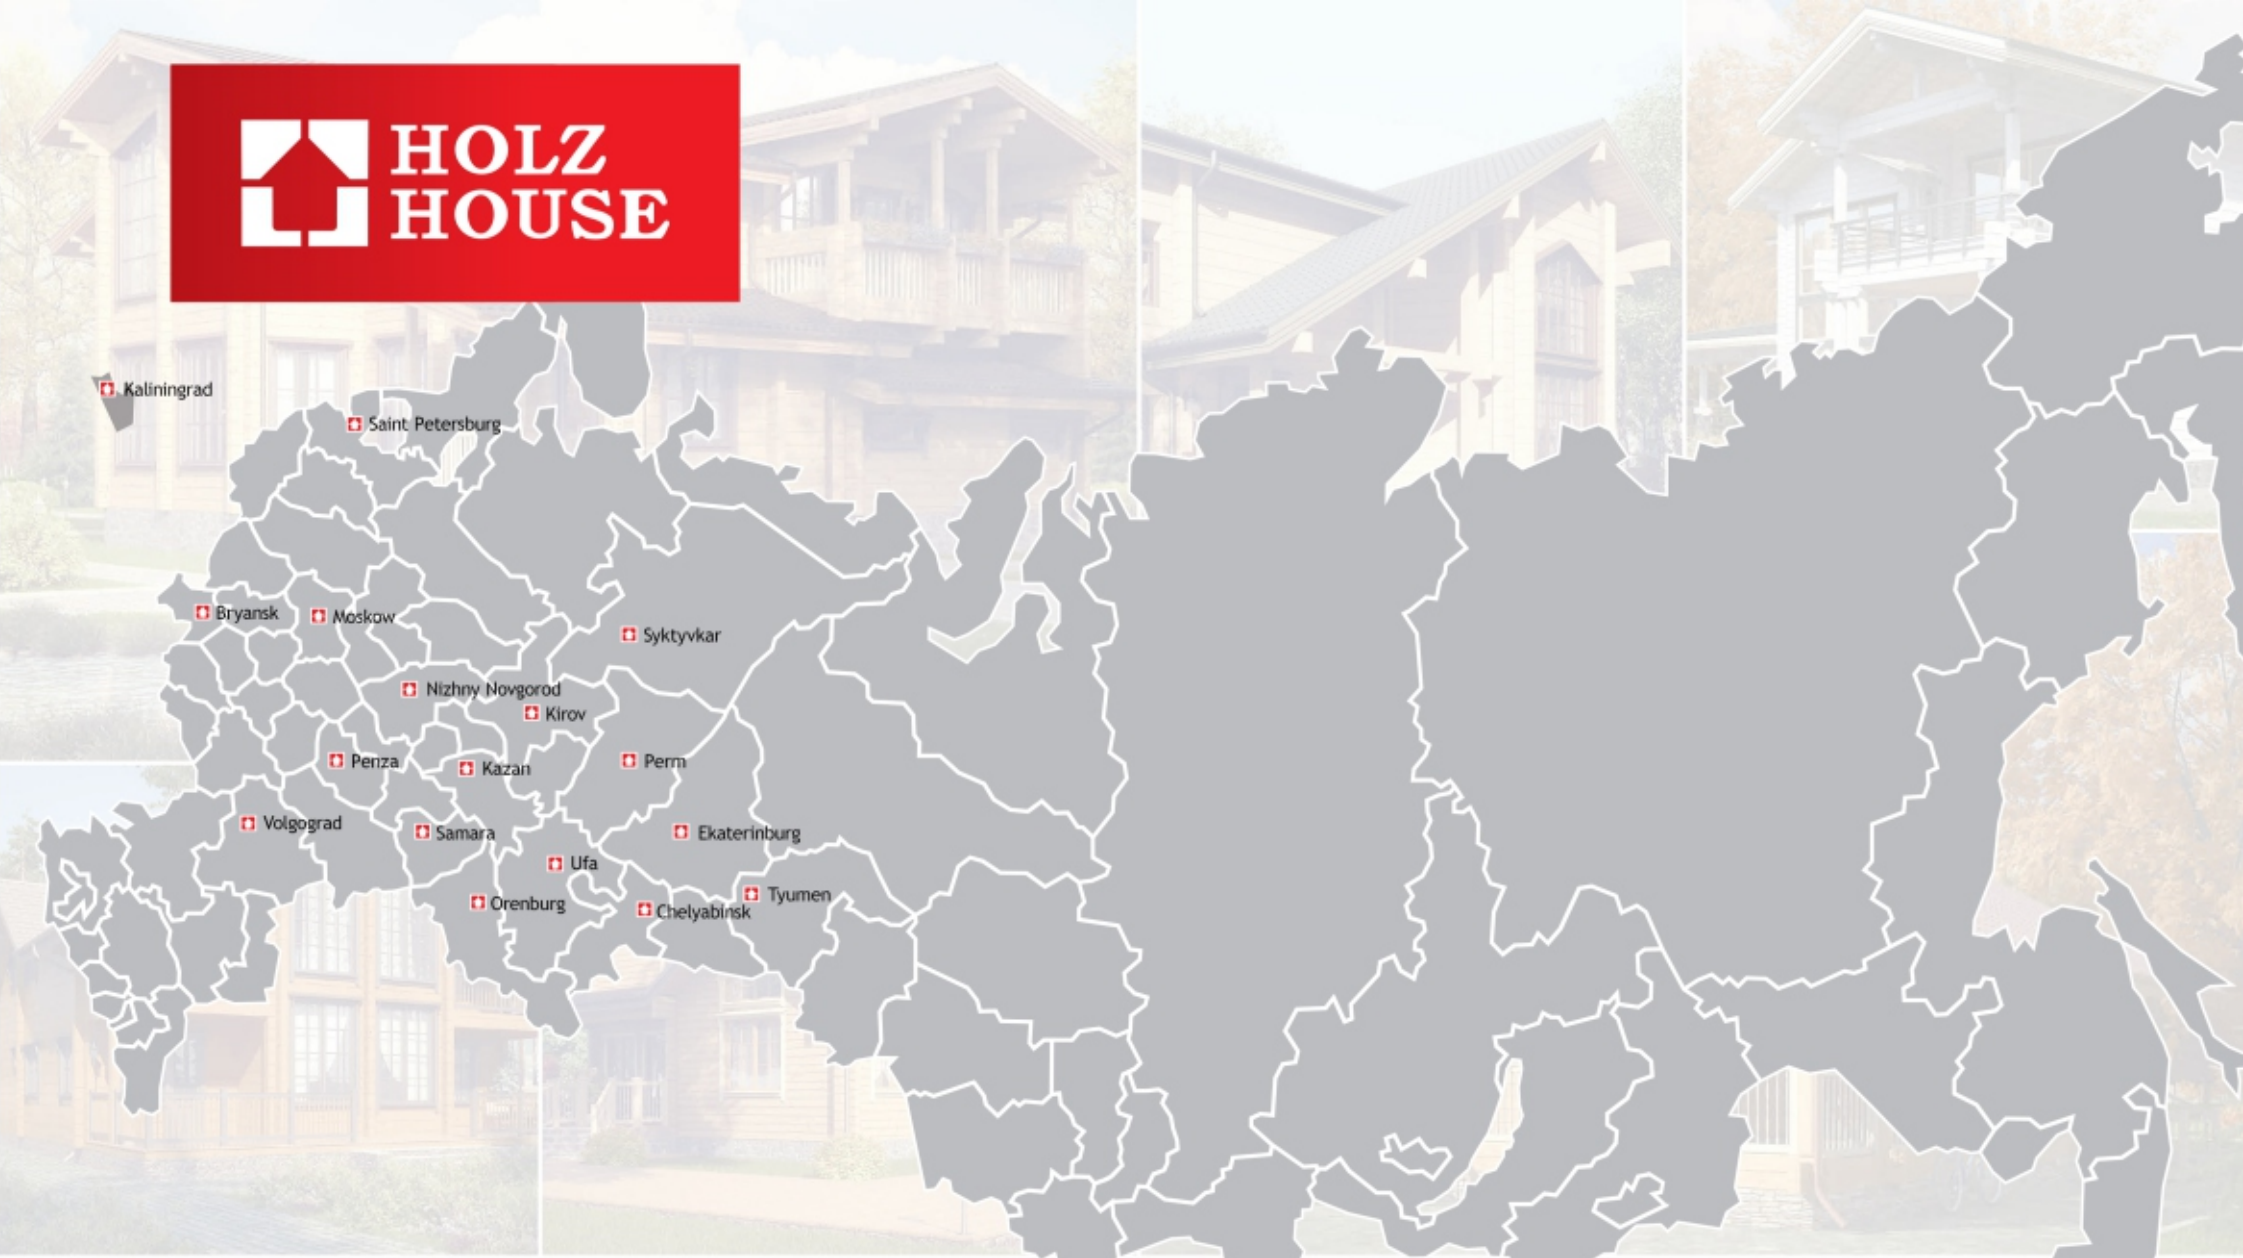 HOLZ
HOUSE
Kaliningrad
Saint Petersburg
Bryansk
Moskow
Syktyvkar
Nizhny Novgorod
Kirov
Penza
Kazan
Perm
Volgograd
Samara
Ekaterinburg
Ufa
Orenburg
Chelyabinsk
Tyumen